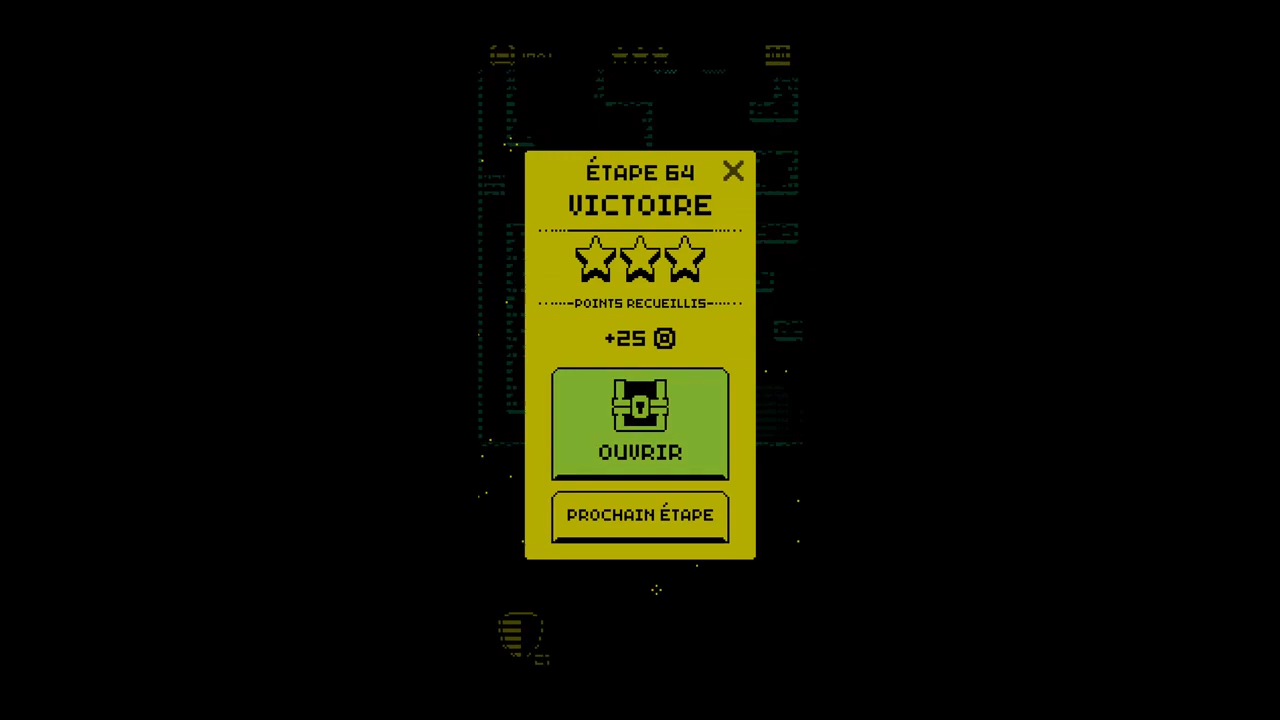 ÉTAPE 64
VICTOIRE
POINTS RECUEILLIS
+25
OUVRIR
PROCHAIN ÉTAPE